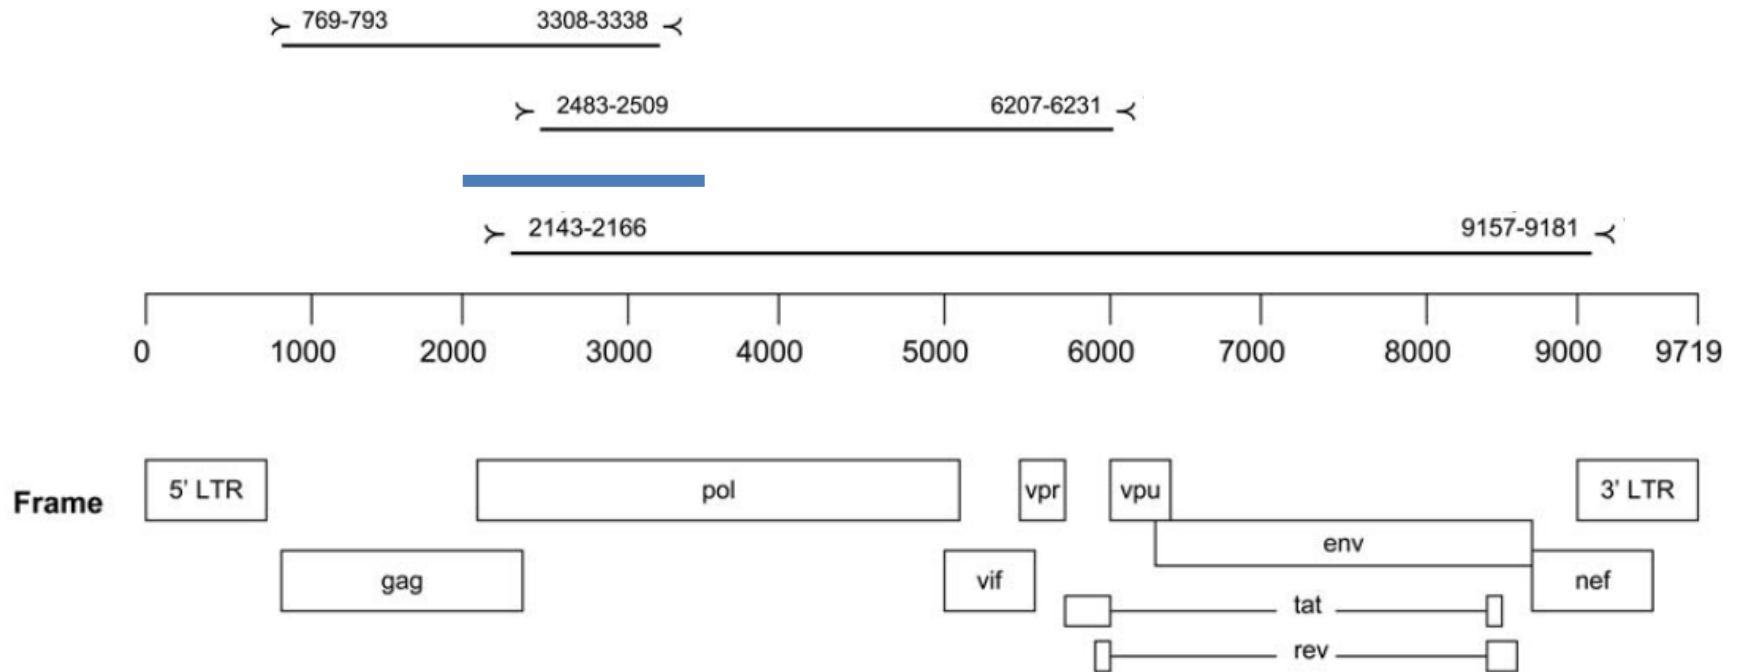 769-793 3308-3338
2483-2509 6207-6231
2143-2166 9157-9181
0 1000 2000 3000 4000 5000 6000 7000 8000 9000 9719
5' LTR pol vpr vpu 3' LTR
Frame
env
gag vif nef
tat
rev